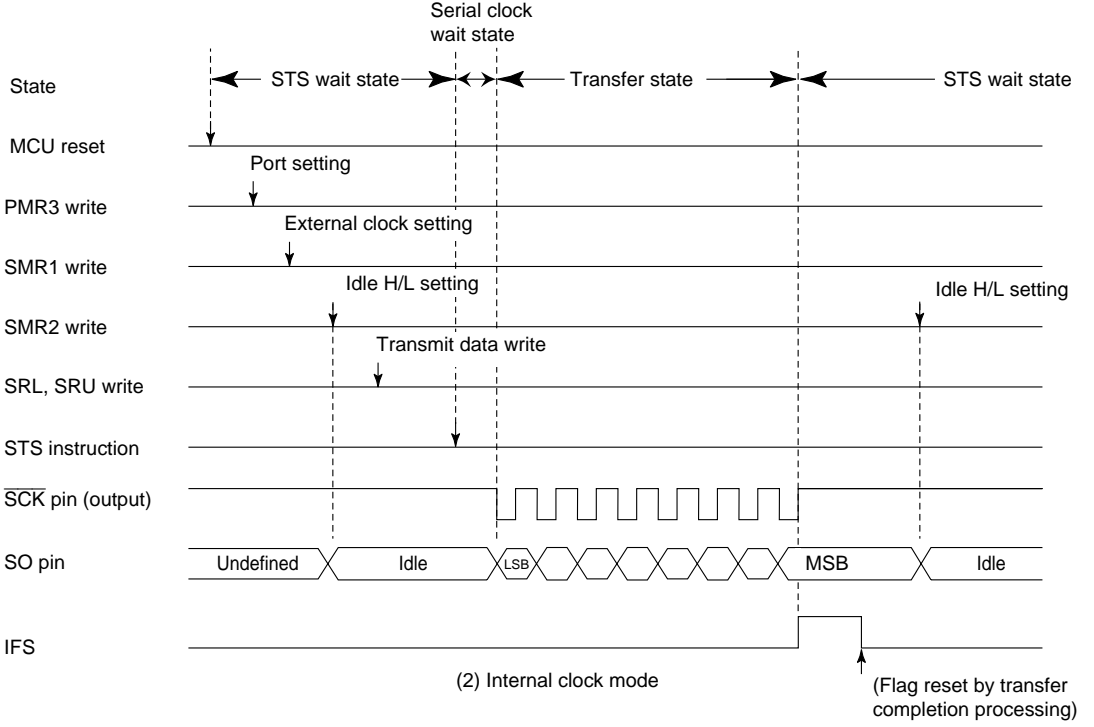 Serial clock
wait state
State
STS wait state
Transfer state
STS wait state
MCU reset
Port setting
PMR3 write
External clock setting
SMR1 write
Idle H/L setting
Idle H/L setting
SMR2 write
Transmit data write
SRL, SRU write
STS instruction
SCK pin (output)
SO pin
Undefined
Idle
LSB
MSB
Idle
IFS
(2) Internal clock mode
(Flag reset by transfer
completion processing)